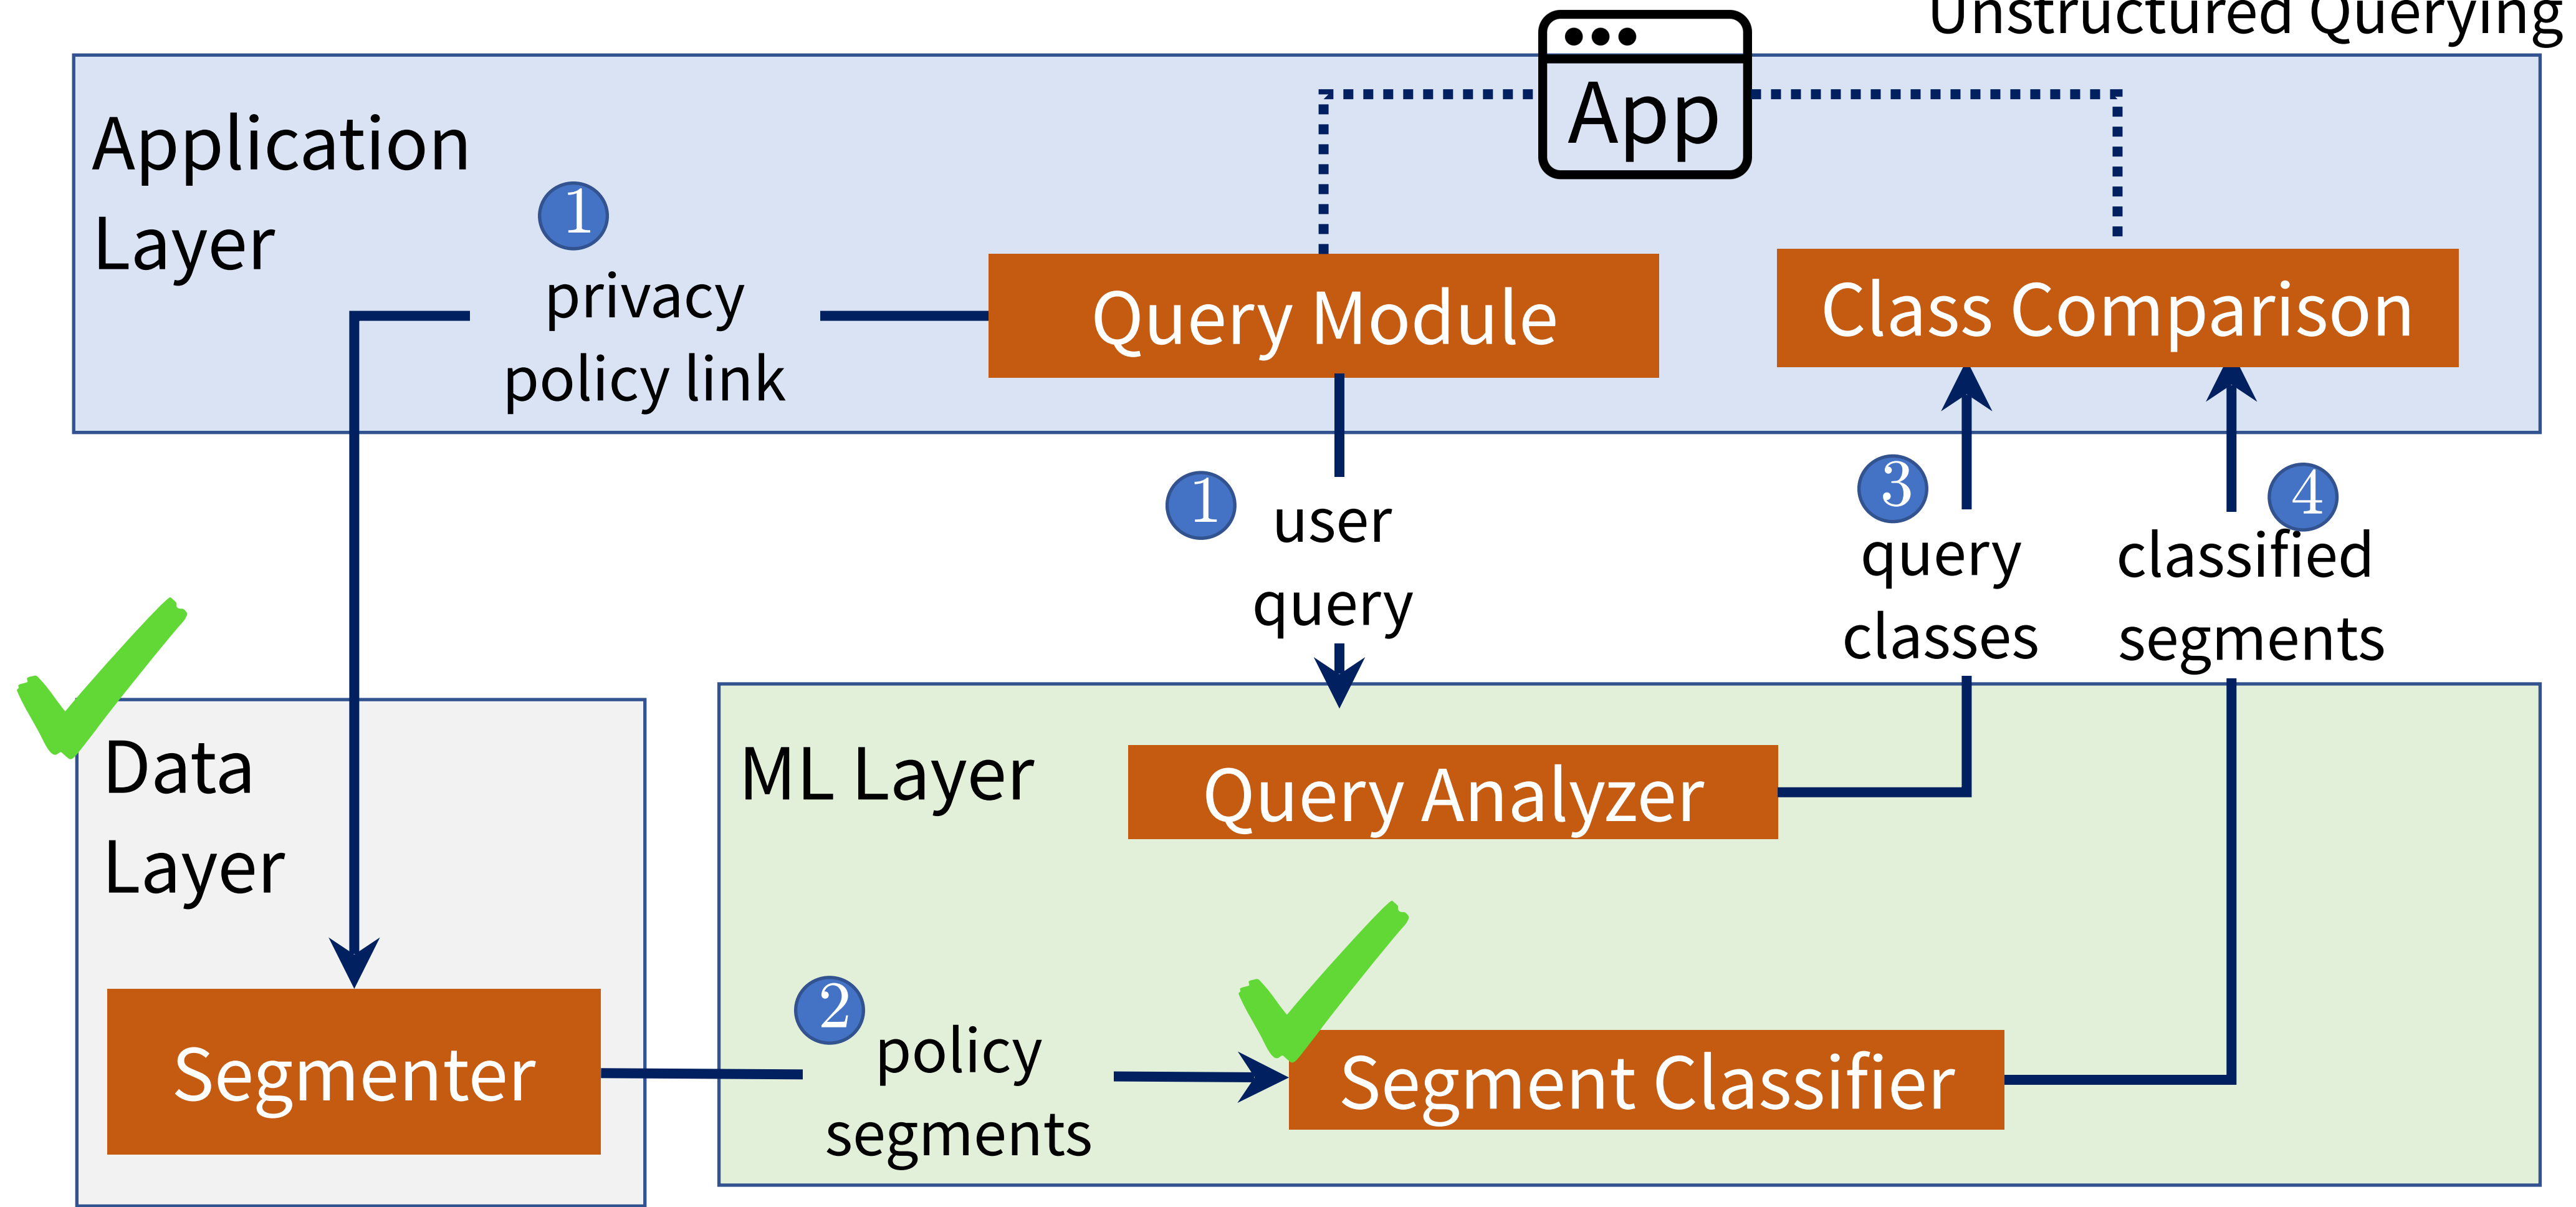 Unstructured Querying
App
Application
Layer
1
privacy
policy link
Query Module
Class Comparison
1
user
query
3
query
classes
4
classified
segments
Data
Layer
ML Layer
Query Analyzer
Segmenter
2
policy
segments
Segment Classifier